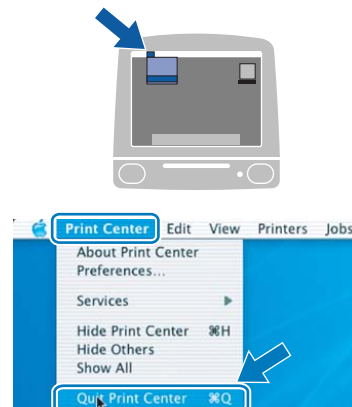 Print Center Edit View Printers Jobs
About Print Center
Preferences...
Services
Hide Print Center ⌘H
Hide Others
Show All
Quit Print Center ⌘Q